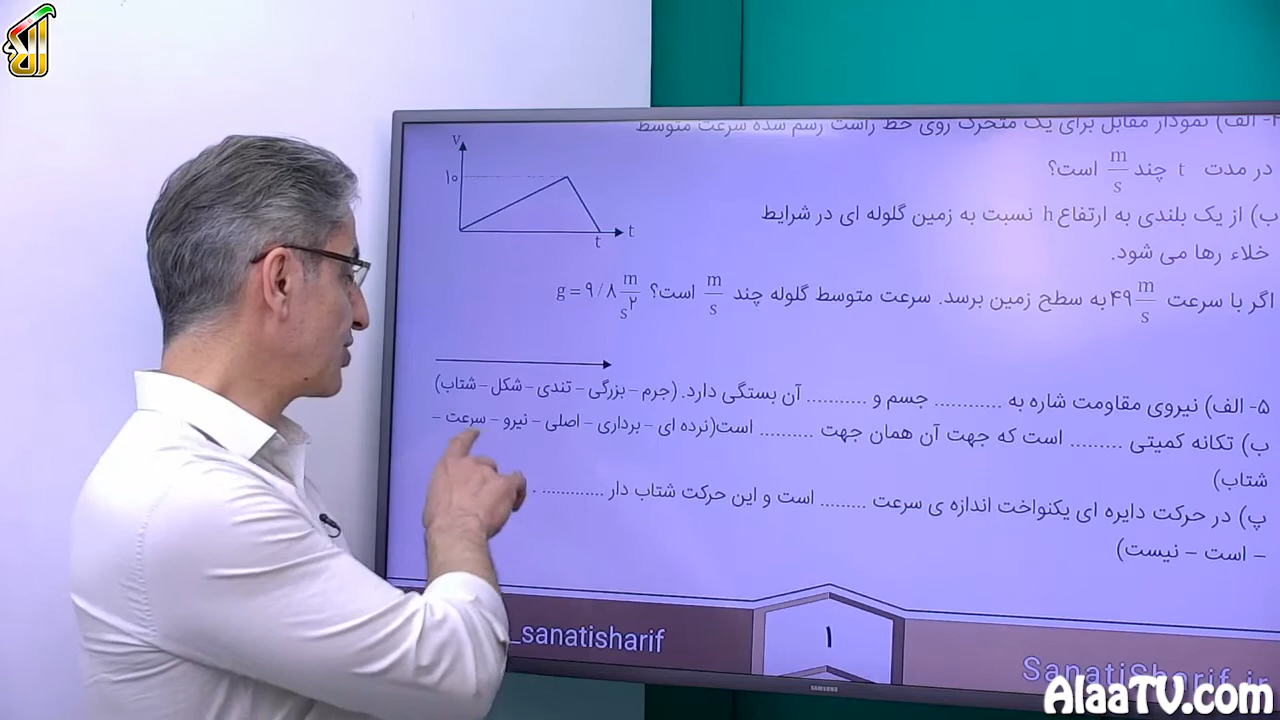 الف) نمودار مقابل برای یک متحرک روی خط راست رسم شده سرعت متوسط
در مدت t چند m/s است؟
ب) از یک بلندی به ارتفاع h نسبت به زمین گلوله ای در شرایط
خلاء رها می شود.
اگر با سرعت ۴۹ m/s به سطح زمین برسد. سرعت متوسط گلوله چند m/s است؟ g = ۹/۸ m/s۲
v
۱۰
t
t
۵- الف) نیروی مقاومت شاره به ............ جسم و ........... آن بستگی دارد. (جرم – بزرگی – تندی – شکل – شتاب)
ب) تکانه کمیتی ......... است که جهت آن همان جهت .......... است(نرده ای – برداری – اصلی – نیرو – سرعت –
شتاب)
پ) در حرکت دایره ای یکنواخت اندازه ی سرعت ........ است و این حرکت شتاب دار ............ .
– است – نیست)
۱
_sanatisharif
SanatiSharif.ir
SAMSUNG
AlaaTV.com